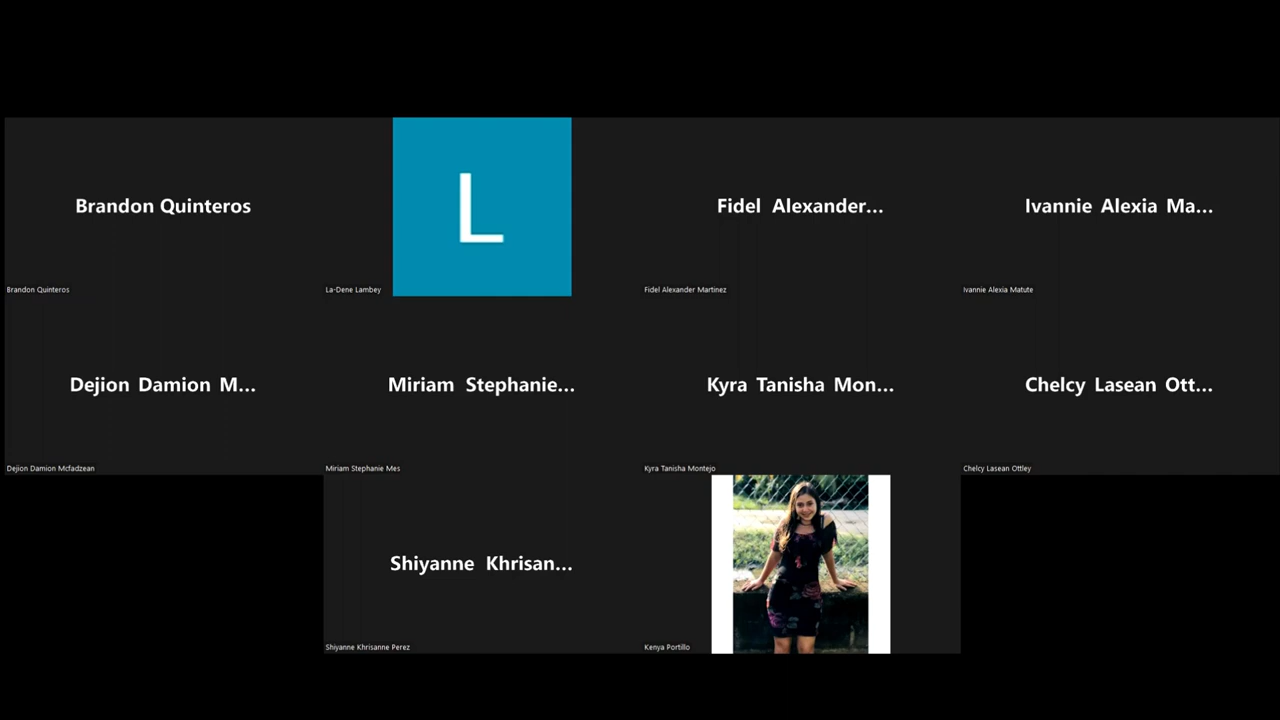 Brandon Quinteros
Brandon Quinteros
L
La-Dene Lambey
Fidel Alexander...
Fidel Alexander Martinez
Ivannie Alexia Ma...
Ivannie Alexia Matute
Dejion Damion M...
Dejion Damion Mcfadzean
Miriam Stephanie...
Miriam Stephanie Mes
Kyra Tanisha Mon...
Kyra Tanisha Montejo
Chelcy Lasean Ott...
Chelcy Lasean Ottley
Shiyanne Khrisan...
Shiyanne Khrisanne Perez
Kenya Portillo